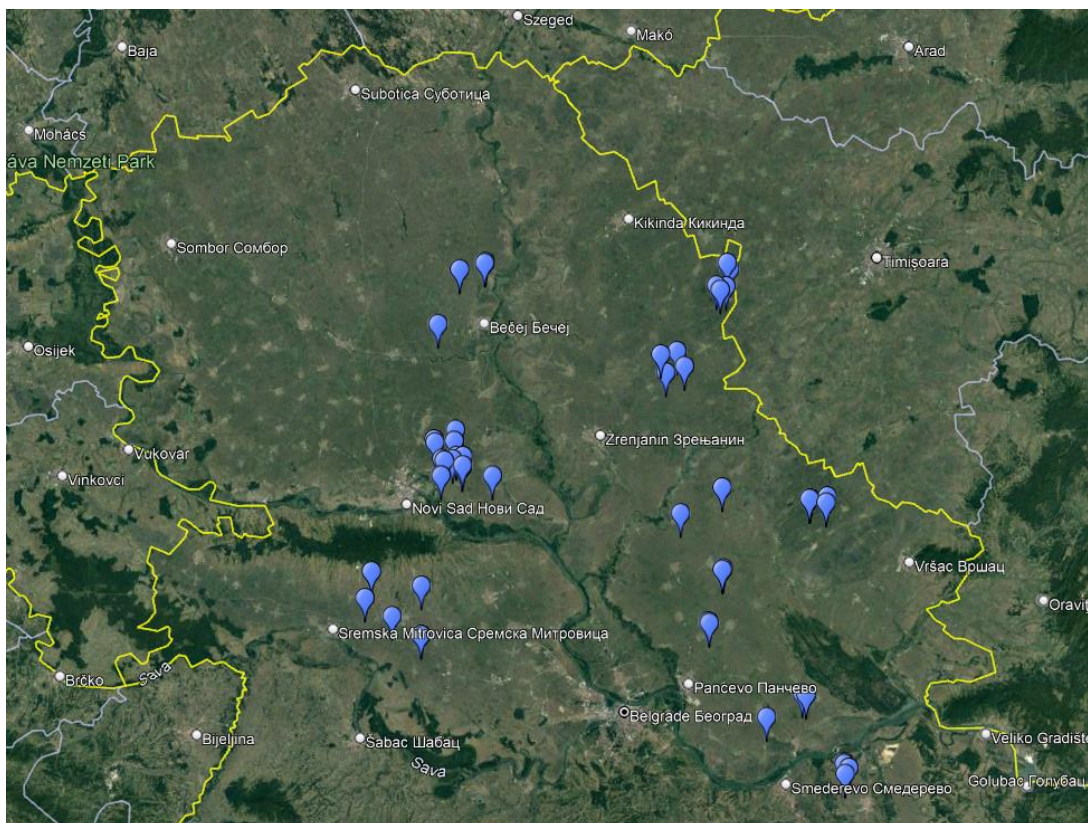 Szeged
Makó
Baja
Arad
Subotica Суботица
Mohács
áva Nemzeti Park
Kikinda Кикинда
Sombor Сомбор
Timișoara
Bečej Бечеј
Osijek
Zrenjanin Зрењанин
Vukovar
Vinkovci
Novi Sad Нови Сад
Vršac Вршац
Oravit
Sremska Mitrovica Сремска Митровица
Sava
Brčko
Pancevo Панчево
Belgrade Београд
Bijeljina
Šabac Шабац
Veliko Gradište
Sava
Golubac Голубац
Smederevo Смедерево